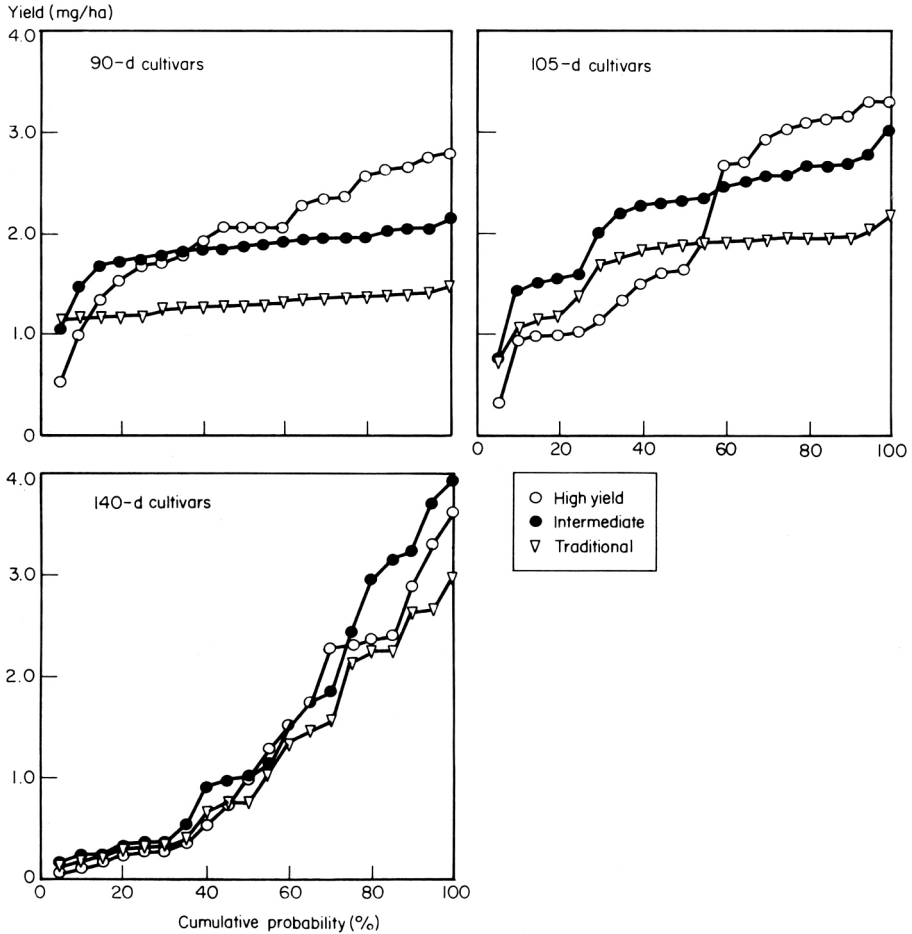 Yield (mg/ha)
4.0
3.0
2.0
1.0
0
90-d cultivars
105-d cultivars
0 20 40 60 80 100
4.0
3.0
2.0
1.0
0
140-d cultivars
High yield
Intermediate
Traditional
0 20 40 60 80 100
Cumulative probability (%)